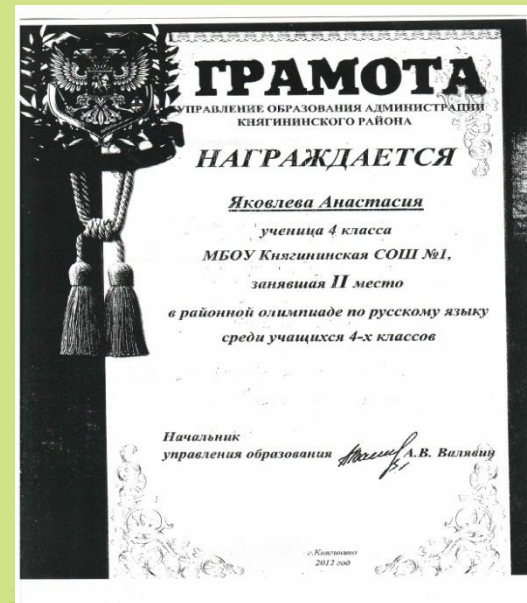 ГРАМОТА
УПРАВЛЕНИЕ ОБРАЗОВАНИЯ АДМИНИСТРАЦИИ
КНЯГИНИНСКОГО РАЙОНА
НАГРАЖДАЕТСЯ
Яковлева Анастасия
ученица 4 класса
МБОУ Княгининская СОШ №1,
занявшая II место
в районной олимпиаде по русскому языку
среди учащихся 4-х классов
Начальник
управления образования А.В. Валявин
г.Княгинино
2012 год